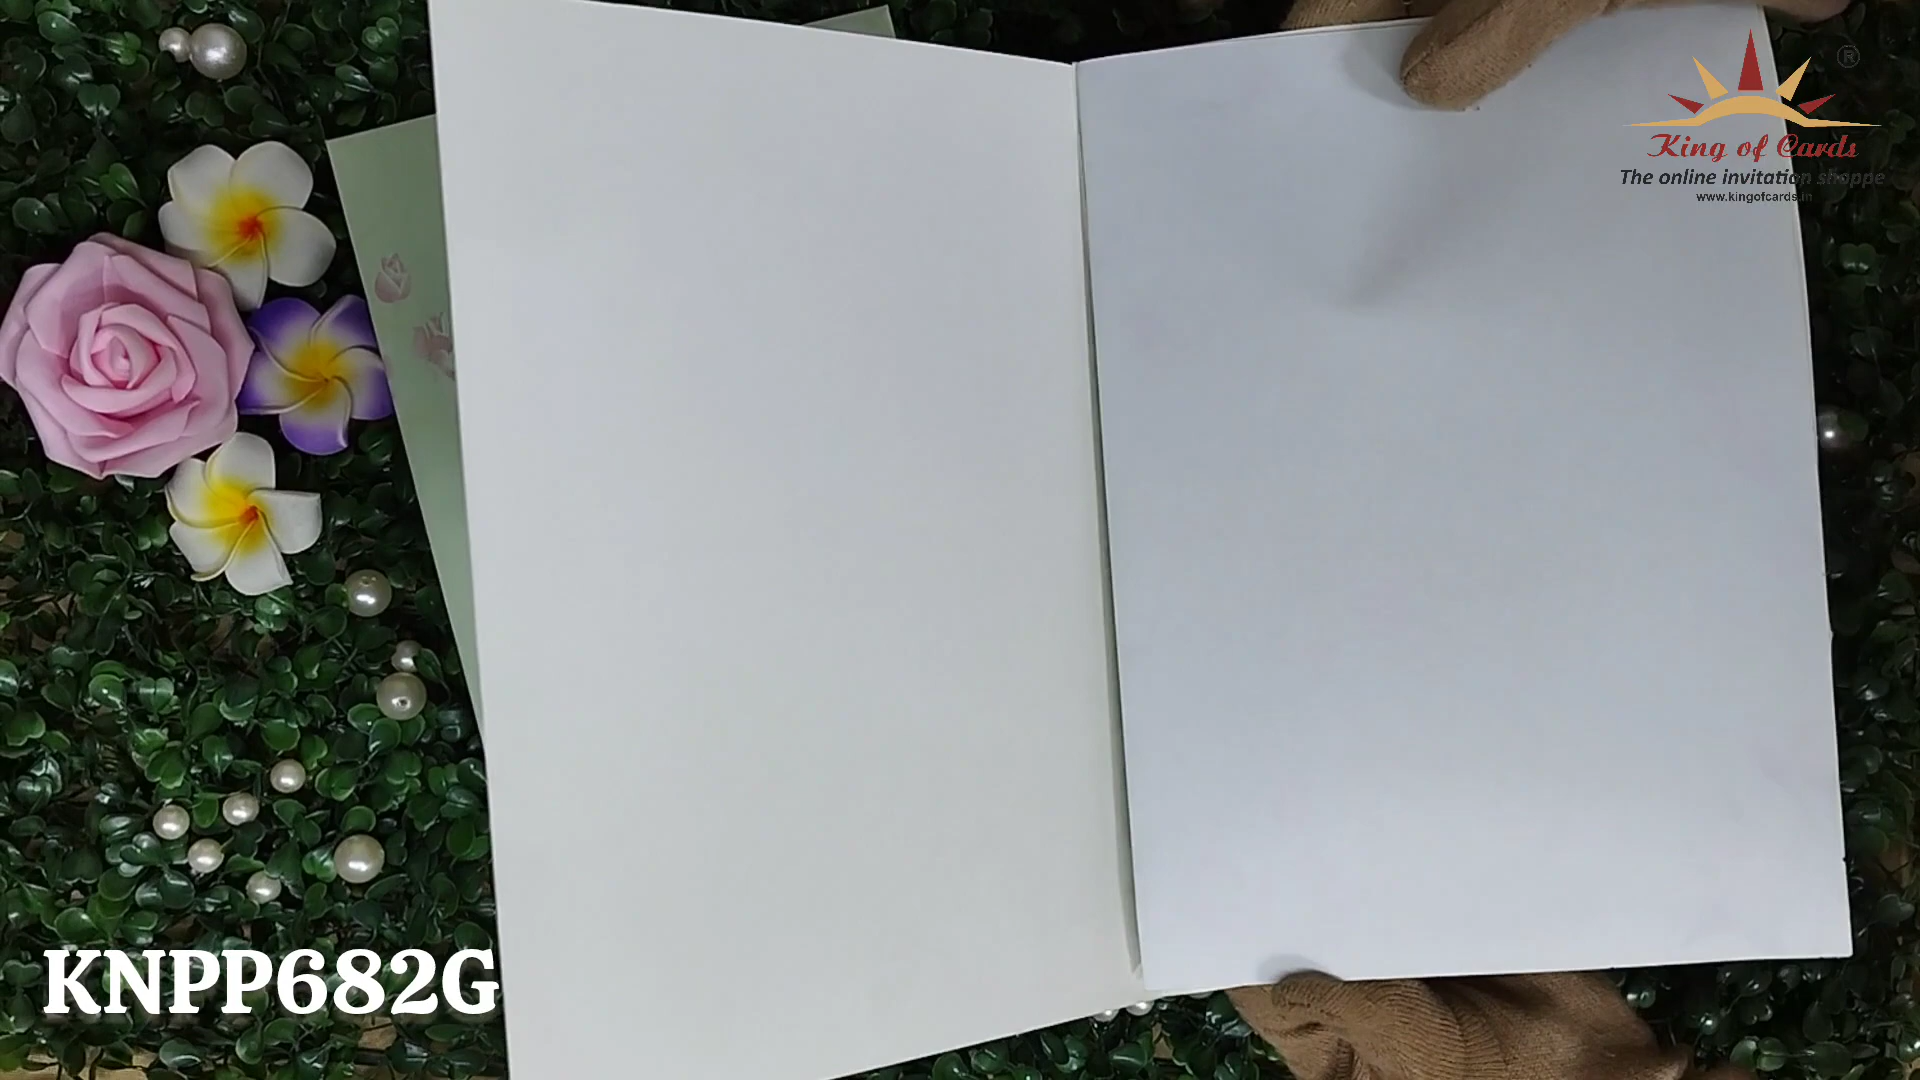 ®
King of Cards
The online invitation shoppe
www.kingofcards.in
KNPP682G